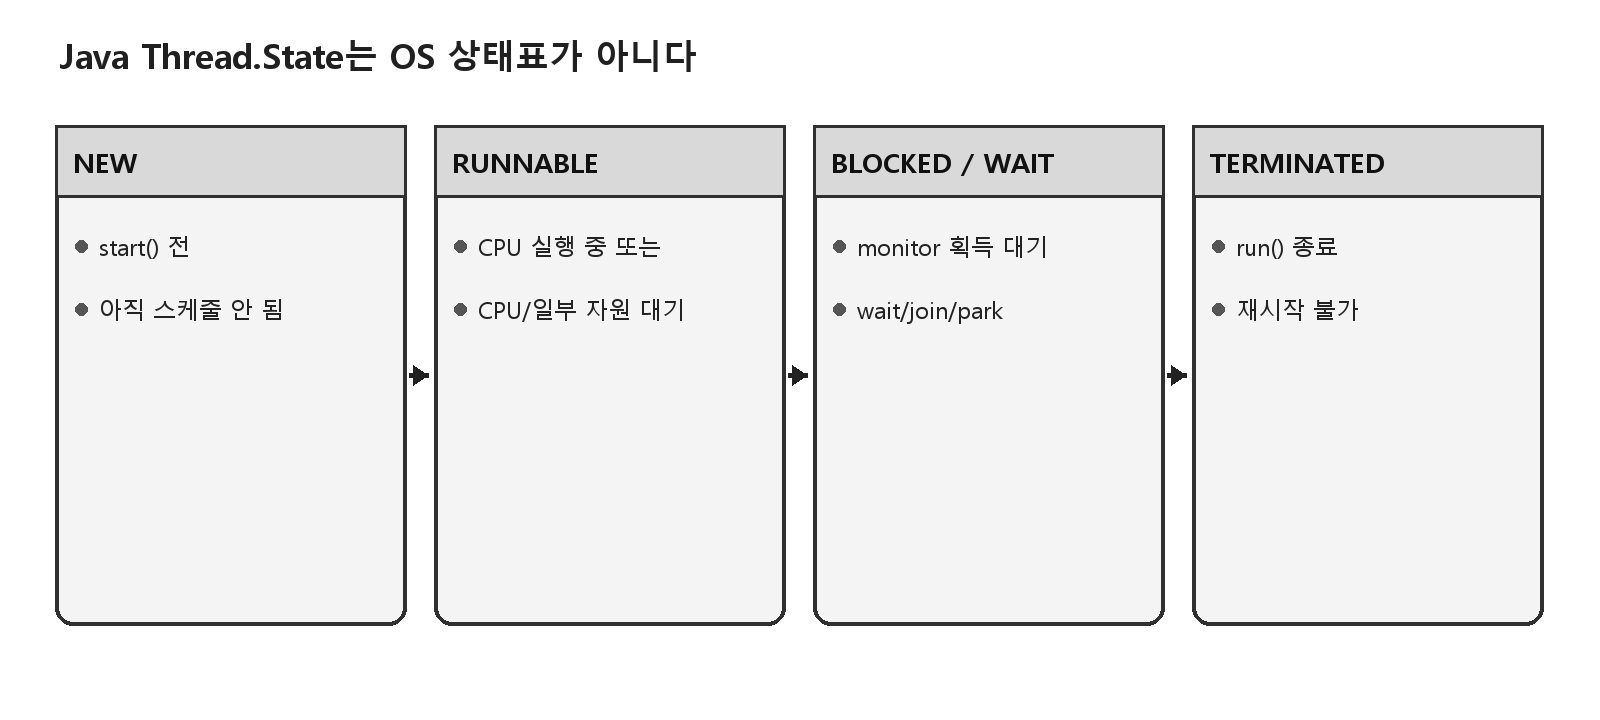 Java Thread.State는 OS 상태표가 아니다
NEW
start() 전
아직 스케줄 안 됨
RUNNABLE
CPU 실행 중 또는
CPU/일부 자원 대기
BLOCKED / WAIT
monitor 획득 대기
wait/join/park
TERMINATED
run() 종료
재시작 불가